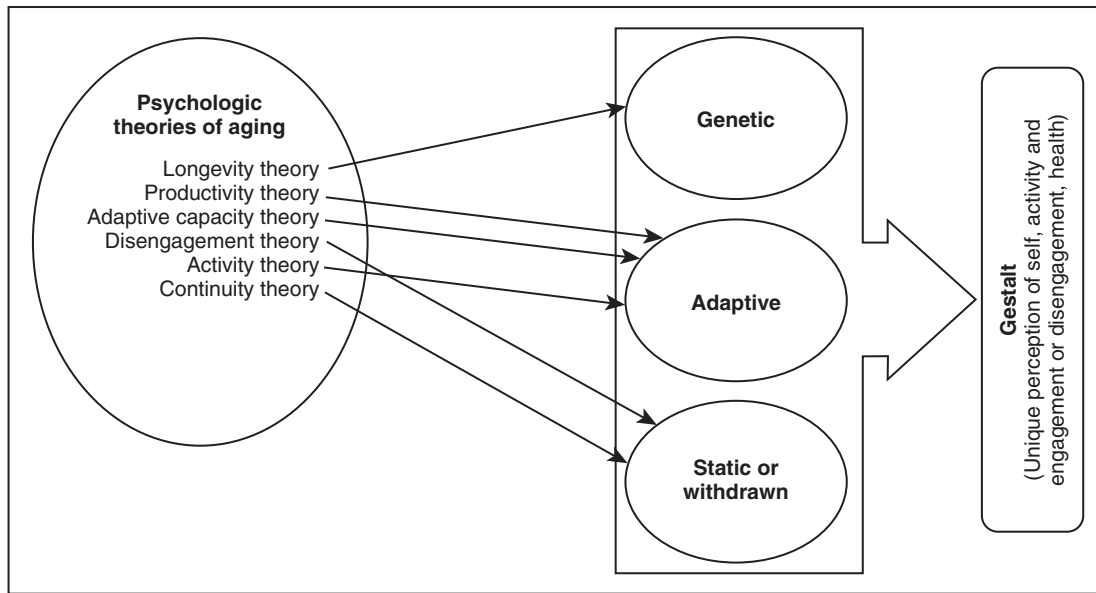 Psychologic
theories of aging
Longevity theory
Productivity theory
Adaptive capacity theory
Disengagement theory
Activity theory
Continuity theory
Genetic
Adaptive
Static or
withdrawn
Gestalt
(Unique perception of self, activity and
engagement or disengagement, health)